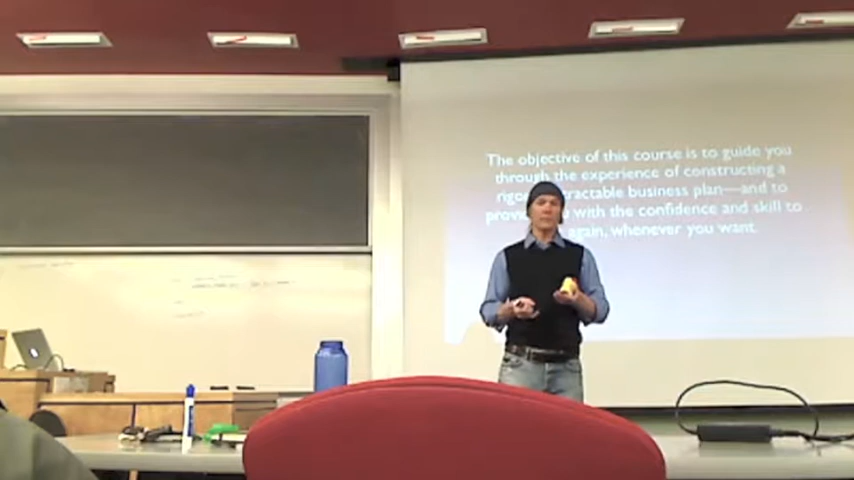 The objective of this course is to guide you
through the experience of constructing a
business plan—and to
with the confidence and skill to
again, whenever you want.